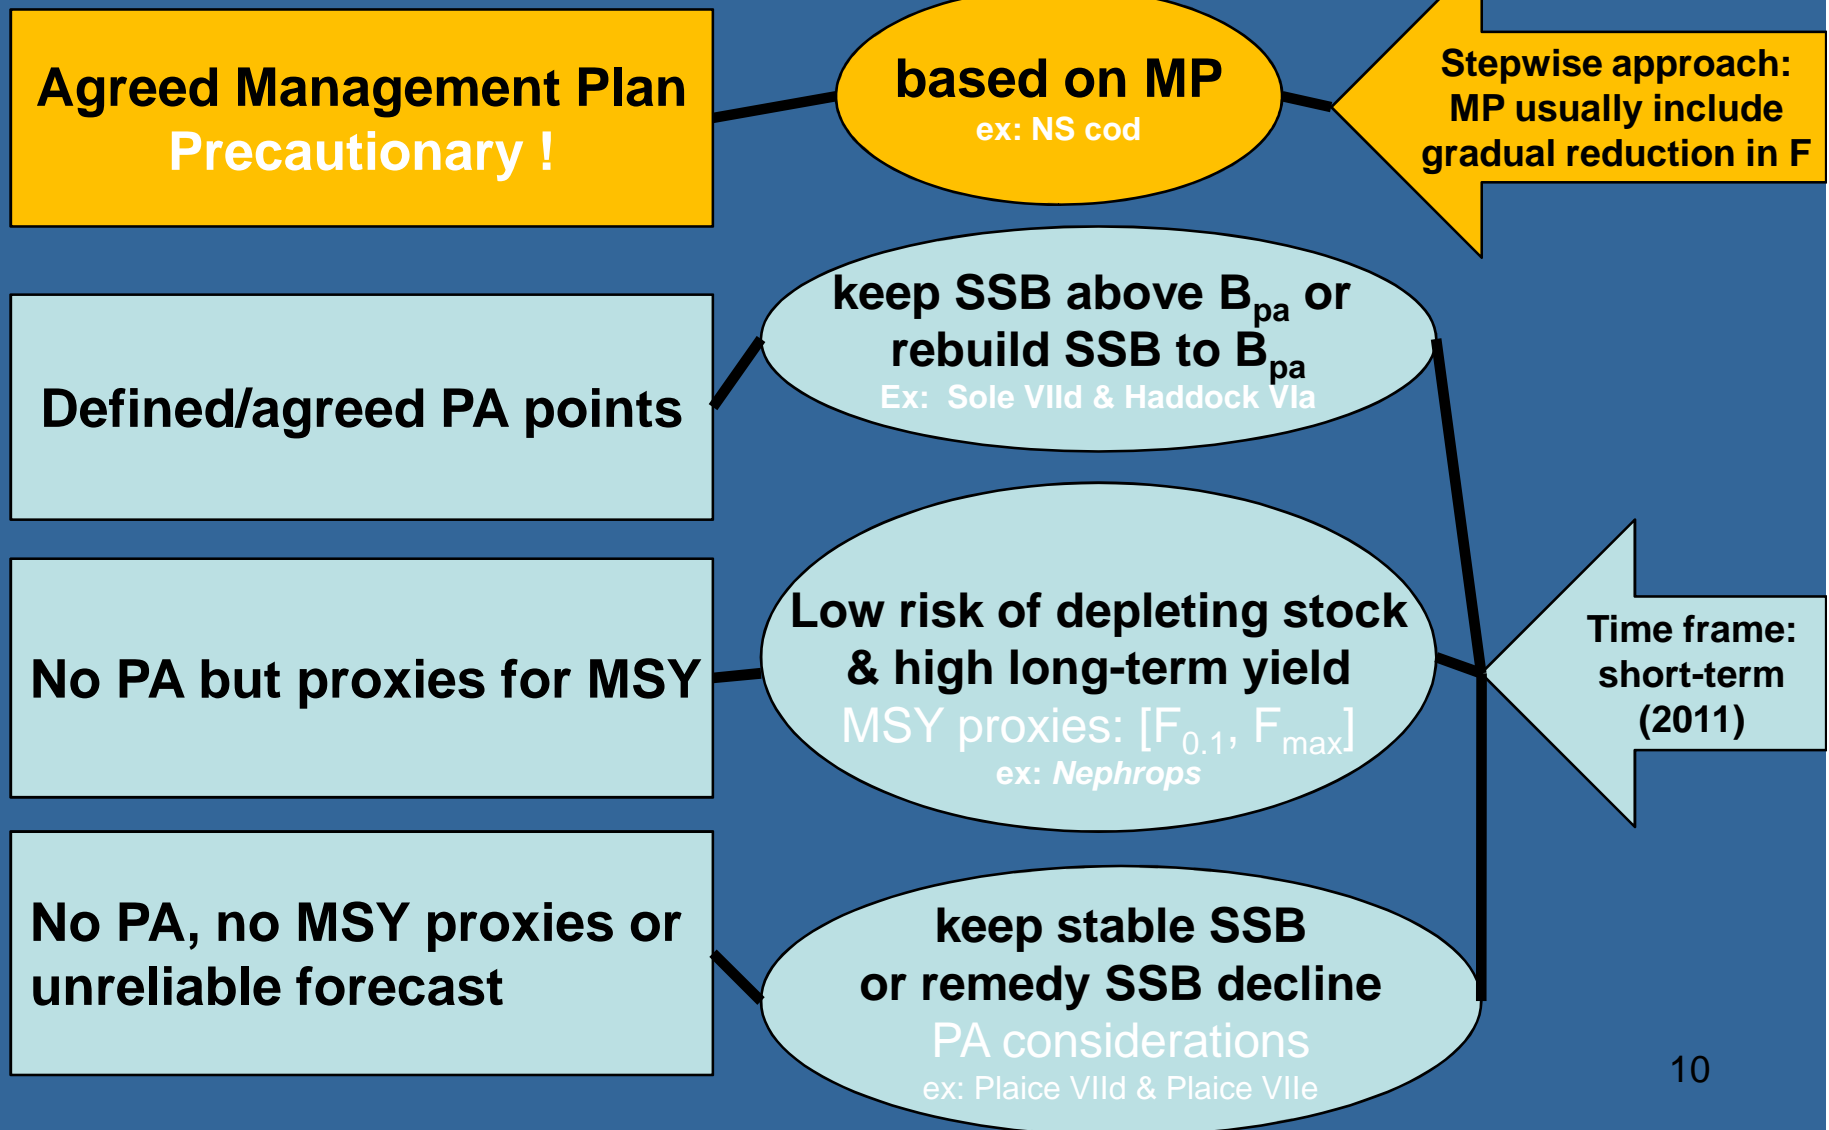 Agreed Management Plan
Precautionary !
based on MP
ex: NS cod
Stepwise approach:
MP usually include
gradual reduction in F
Defined/agreed PA points
keep SSB above Bpa or
rebuild SSB to Bpa
Ex: Sole VIId & Haddock VIa
No PA but proxies for MSY
Low risk of depleting stock
& high long-term yield
MSY proxies: [F0.1, Fmax]
ex: Nephrops
Time frame:
short-term
(2011)
No PA, no MSY proxies or
unreliable forecast
keep stable SSB
or remedy SSB decline
PA considerations
ex: Plaice VIId & Plaice VIIe
10